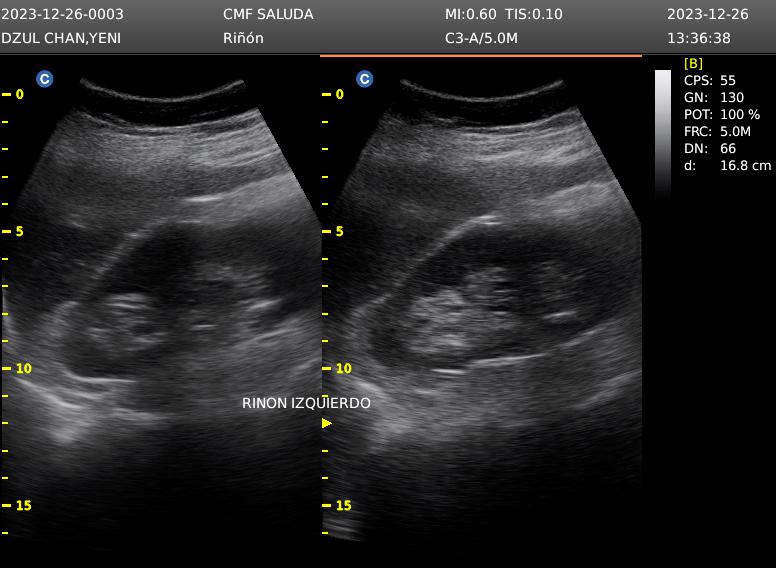 2023-12-26-0003 CMF SALUDA MI:0.60 TIS:0.10 2023-12-26
DZUL CHAN,YENI Riñón C3-A/5.0M 13:36:38
[B]
CPS: 55
GN: 130
POT: 100 %
FRC: 5.0M
DN: 66
d: 16.8 cm
C C
0 0
5 5
10 10
RINON IZQUIERDO
15 15